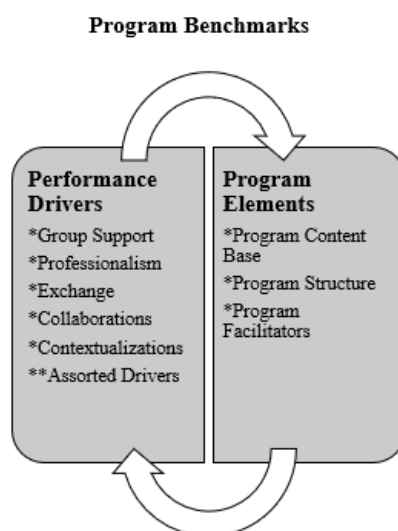 Program Benchmarks
Performance
Drivers
*Group Support
*Professionalism
*Exchange
*Collaborations
*Contextualizations
**Assorted Drivers
Program
Elements
*Program Content
Base
*Program Structure
*Program
Facilitators